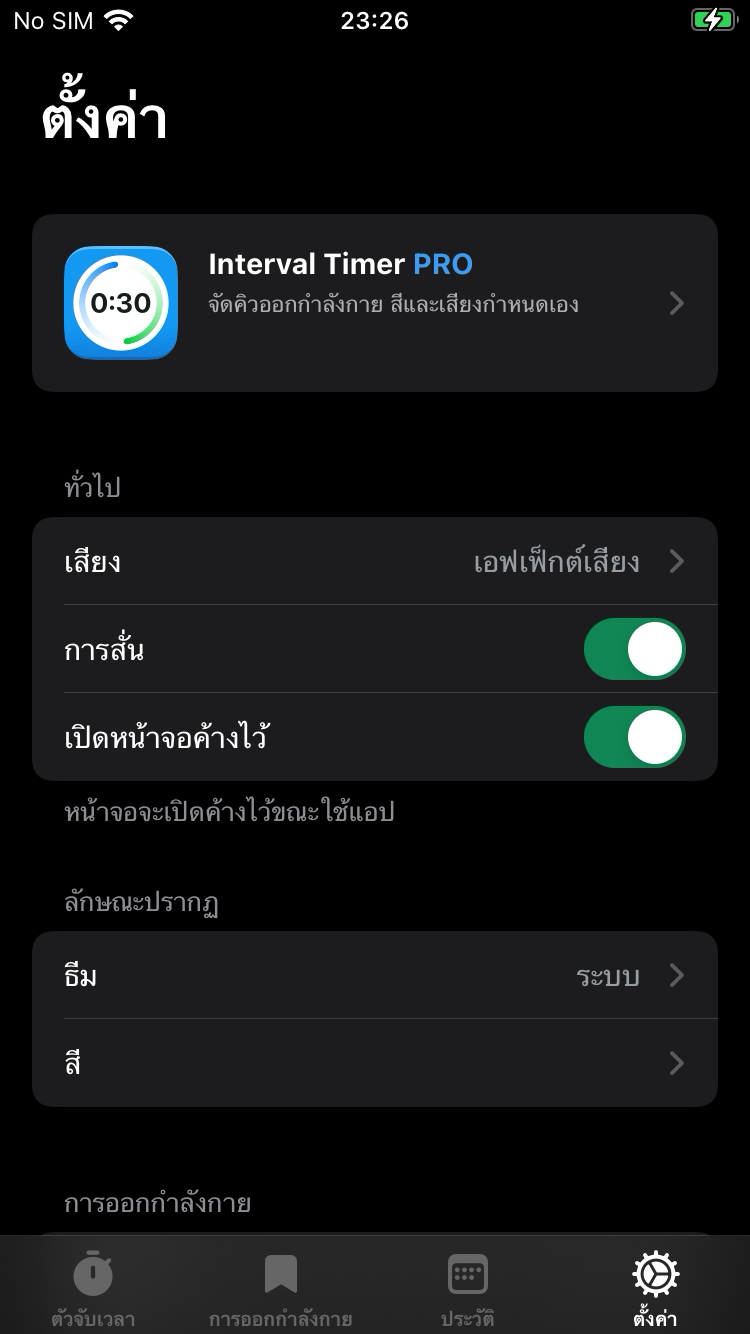 No SIM 23:26
ตั้งค่า
0:30
Interval Timer PRO
จัดคิวออกกำลังกาย สีและเสียงกำหนดเอง
ทั่วไป
เสียง เอฟเฟ็กต์เสียง
การสั่น
เปิดหน้าจอค้างไว้
หน้าจอจะเปิดค้างไว้ขณะใช้แอป
ลักษณะปรากฏ
ธีม ระบบ
สี
การออกกำลังกาย
ตัวจับเวลา การออกกำลังกาย ประวัติ ตั้งค่า